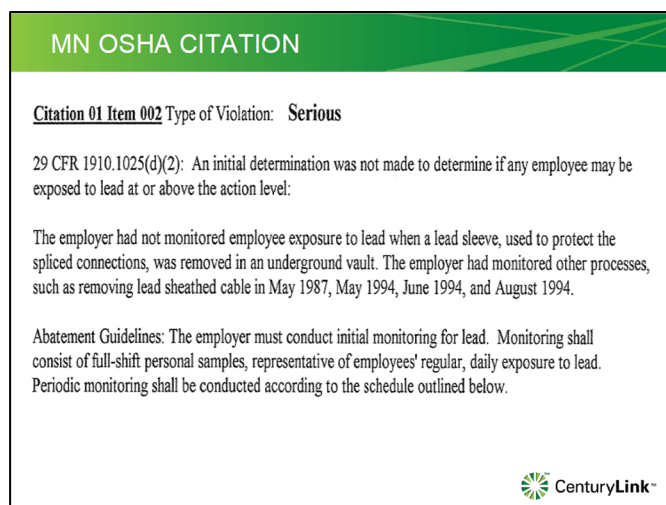 MN OSHA CITATION
Citation 01 Item 002 Type of Violation: Serious
29 CFR 1910.1025(d)(2): An initial determination was not made to determine if any employee may be
exposed to lead at or above the action level:
The employer had not monitored employee exposure to lead when a lead sleeve, used to protect the
spliced connections, was removed in an underground vault. The employer had monitored other processes,
such as removing lead sheathed cable in May 1987, May 1994, June 1994, and August 1994.
Abatement Guidelines: The employer must conduct initial monitoring for lead. Monitoring shall
consist of full-shift personal samples, representative of employees' regular, daily exposure to lead.
Periodic monitoring shall be conducted according to the schedule outlined below.
CenturyLink™